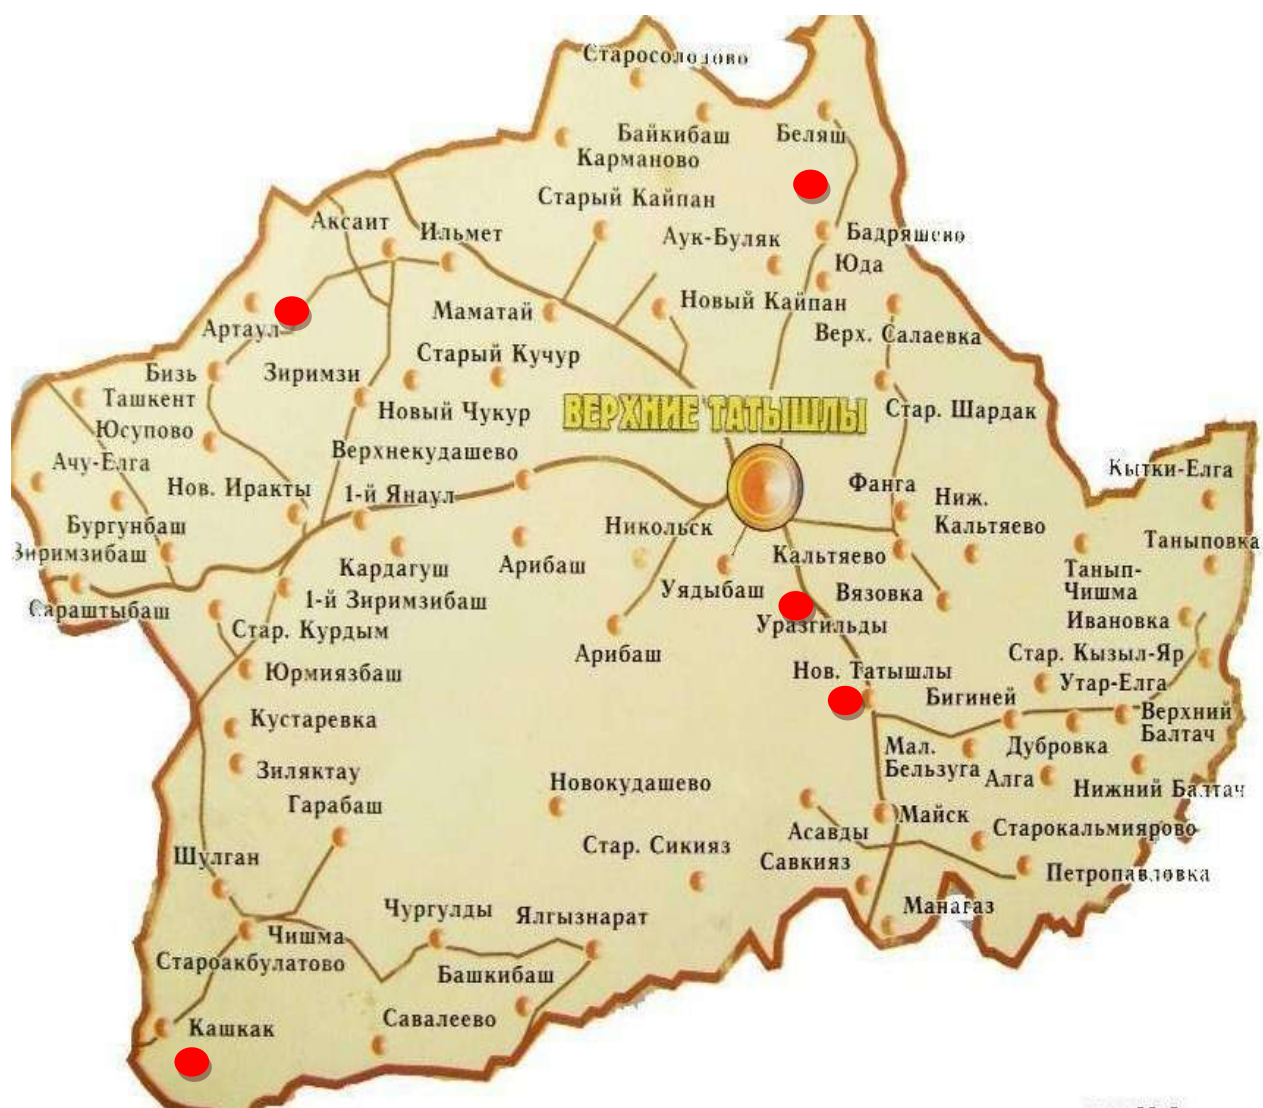 Старосолодово
Байкибаш
Беляш
Карманово
Старый Кайпан
Аксаит
Ильмет
Аук-Буляк
Бадряшево
Юда
Маматай
Новый Кайпан
Артаул
Верх. Салаевка
Старый Кучур
Бизь
Зиримзи
Ташкент
Новый Чукур
ВЕРХНИЕ ТАТЫШЛЫ
Стар. Шардак
Юсупово
Верхнекудашево
Ачу-Елга
Кытки-Елга
Нов. Иракты
1-й Янаул
Фанга
Ниж.
Кальтяево
Бургунбаш
Никольск
Таныповка
Зиримзибаш
Кардагуш
Арибаш
Кальтяево
Танып-
Чишма
Уядыбаш
Вязовка
Сараштыбаш
1-й Зиримзибаш
Ивановка
Уразгильды
Стар. Курдым
Арибаш
Стар. Кызыл-Яр
Юрмиязбаш
Нов. Татышлы
Утар-Елга
Бигиней
Верхний
Балтач
Кустаревка
Мал.
Бельзуга
Дубровка
Зиляктау
Новокудашево
Алга
Нижний Балтач
Гарабаш
Майск
Асавды
Старокальмиярово
Стар. Сикияз
Шулган
Савкияз
Петропавловка
Чургулды
Ялгызнарат
Манагаз
Чишма
Староакбулатово
Башкибаш
Кашкак
Савалеево